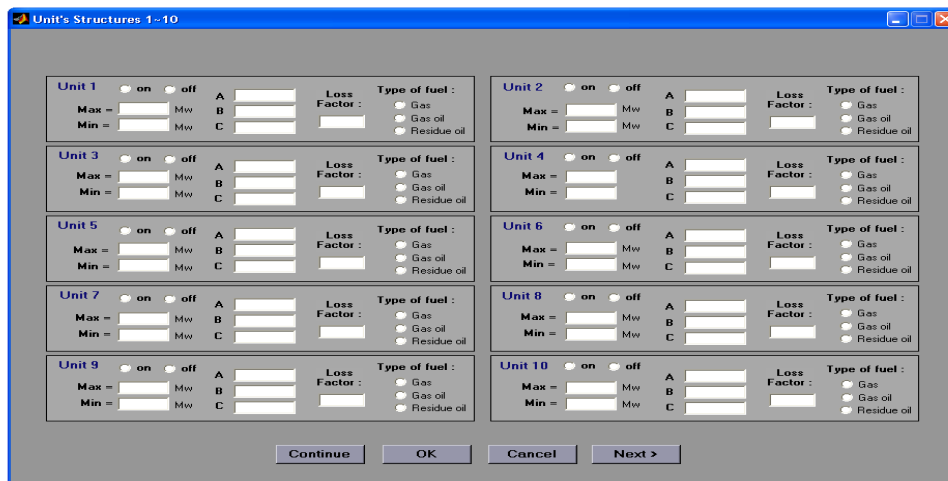 Unit's Structures 1~10
Unit 1 on off
Max = Mw
Min = Mw
A
B
C
Loss
Factor :
Type of fuel :
Gas
Gas oil
Residue oil
Unit 2 on off
Max = Mw
Min = Mw
A
B
C
Loss
Factor :
Type of fuel :
Gas
Gas oil
Residue oil
Unit 3 on off
Max = Mw
Min = Mw
A
B
C
Loss
Factor :
Type of fuel :
Gas
Gas oil
Residue oil
Unit 4 on off
Max =
Min =
A
B
C
Loss
Factor :
Type of fuel :
Gas
Gas oil
Residue oil
Unit 5 on off
Max = Mw
Min = Mw
A
B
C
Loss
Factor :
Type of fuel :
Gas
Gas oil
Residue oil
Unit 6 on off
Max = Mw
Min = Mw
A
B
C
Loss
Factor :
Type of fuel :
Gas
Gas oil
Residue oil
Unit 7 on off
Max = Mw
Min = Mw
A
B
C
Loss
Factor :
Type of fuel :
Gas
Gas oil
Residue oil
Unit 8 on off
Max = Mw
Min = Mw
A
B
C
Loss
Factor :
Type of fuel :
Gas
Gas oil
Residue oil
Unit 9 on off
Max = Mw
Min = Mw
A
B
C
Loss
Factor :
Type of fuel :
Gas
Gas oil
Residue oil
Unit 10 on off
Max = Mw
Min = Mw
A
B
C
Loss
Factor :
Type of fuel :
Gas
Gas oil
Residue oil
Continue OK Cancel Next >